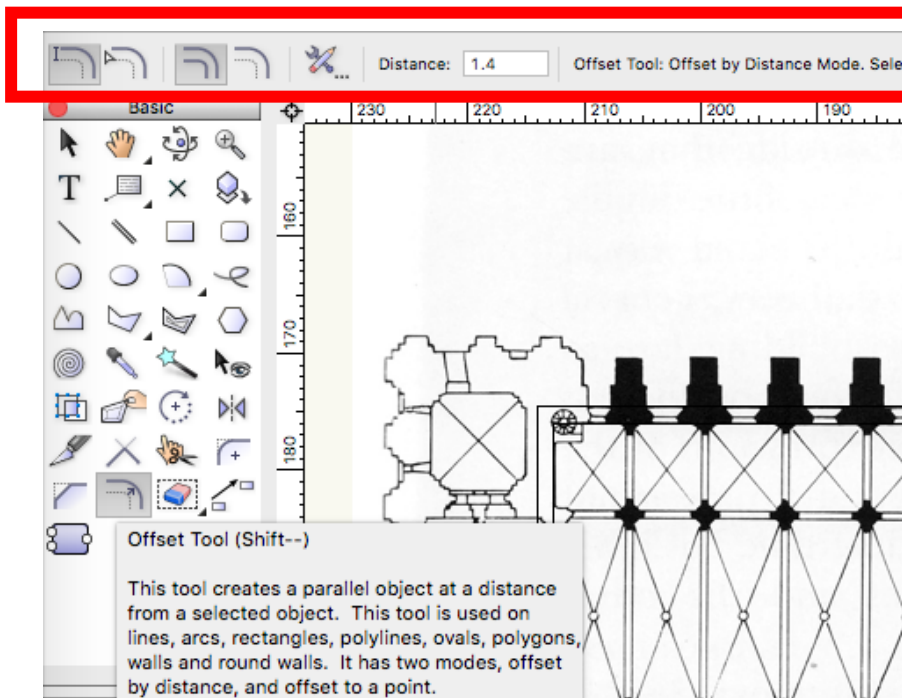 Distance: 1.4 Offset Tool: Offset by Distance Mode. Sele
Basic
230 220 210 200 190
160
170
180
Offset Tool (Shift--)
This tool creates a parallel object at a distance
from a selected object. This tool is used on
lines, arcs, rectangles, polylines, ovals, polygons,
walls and round walls. It has two modes, offset
by distance, and offset to a point.